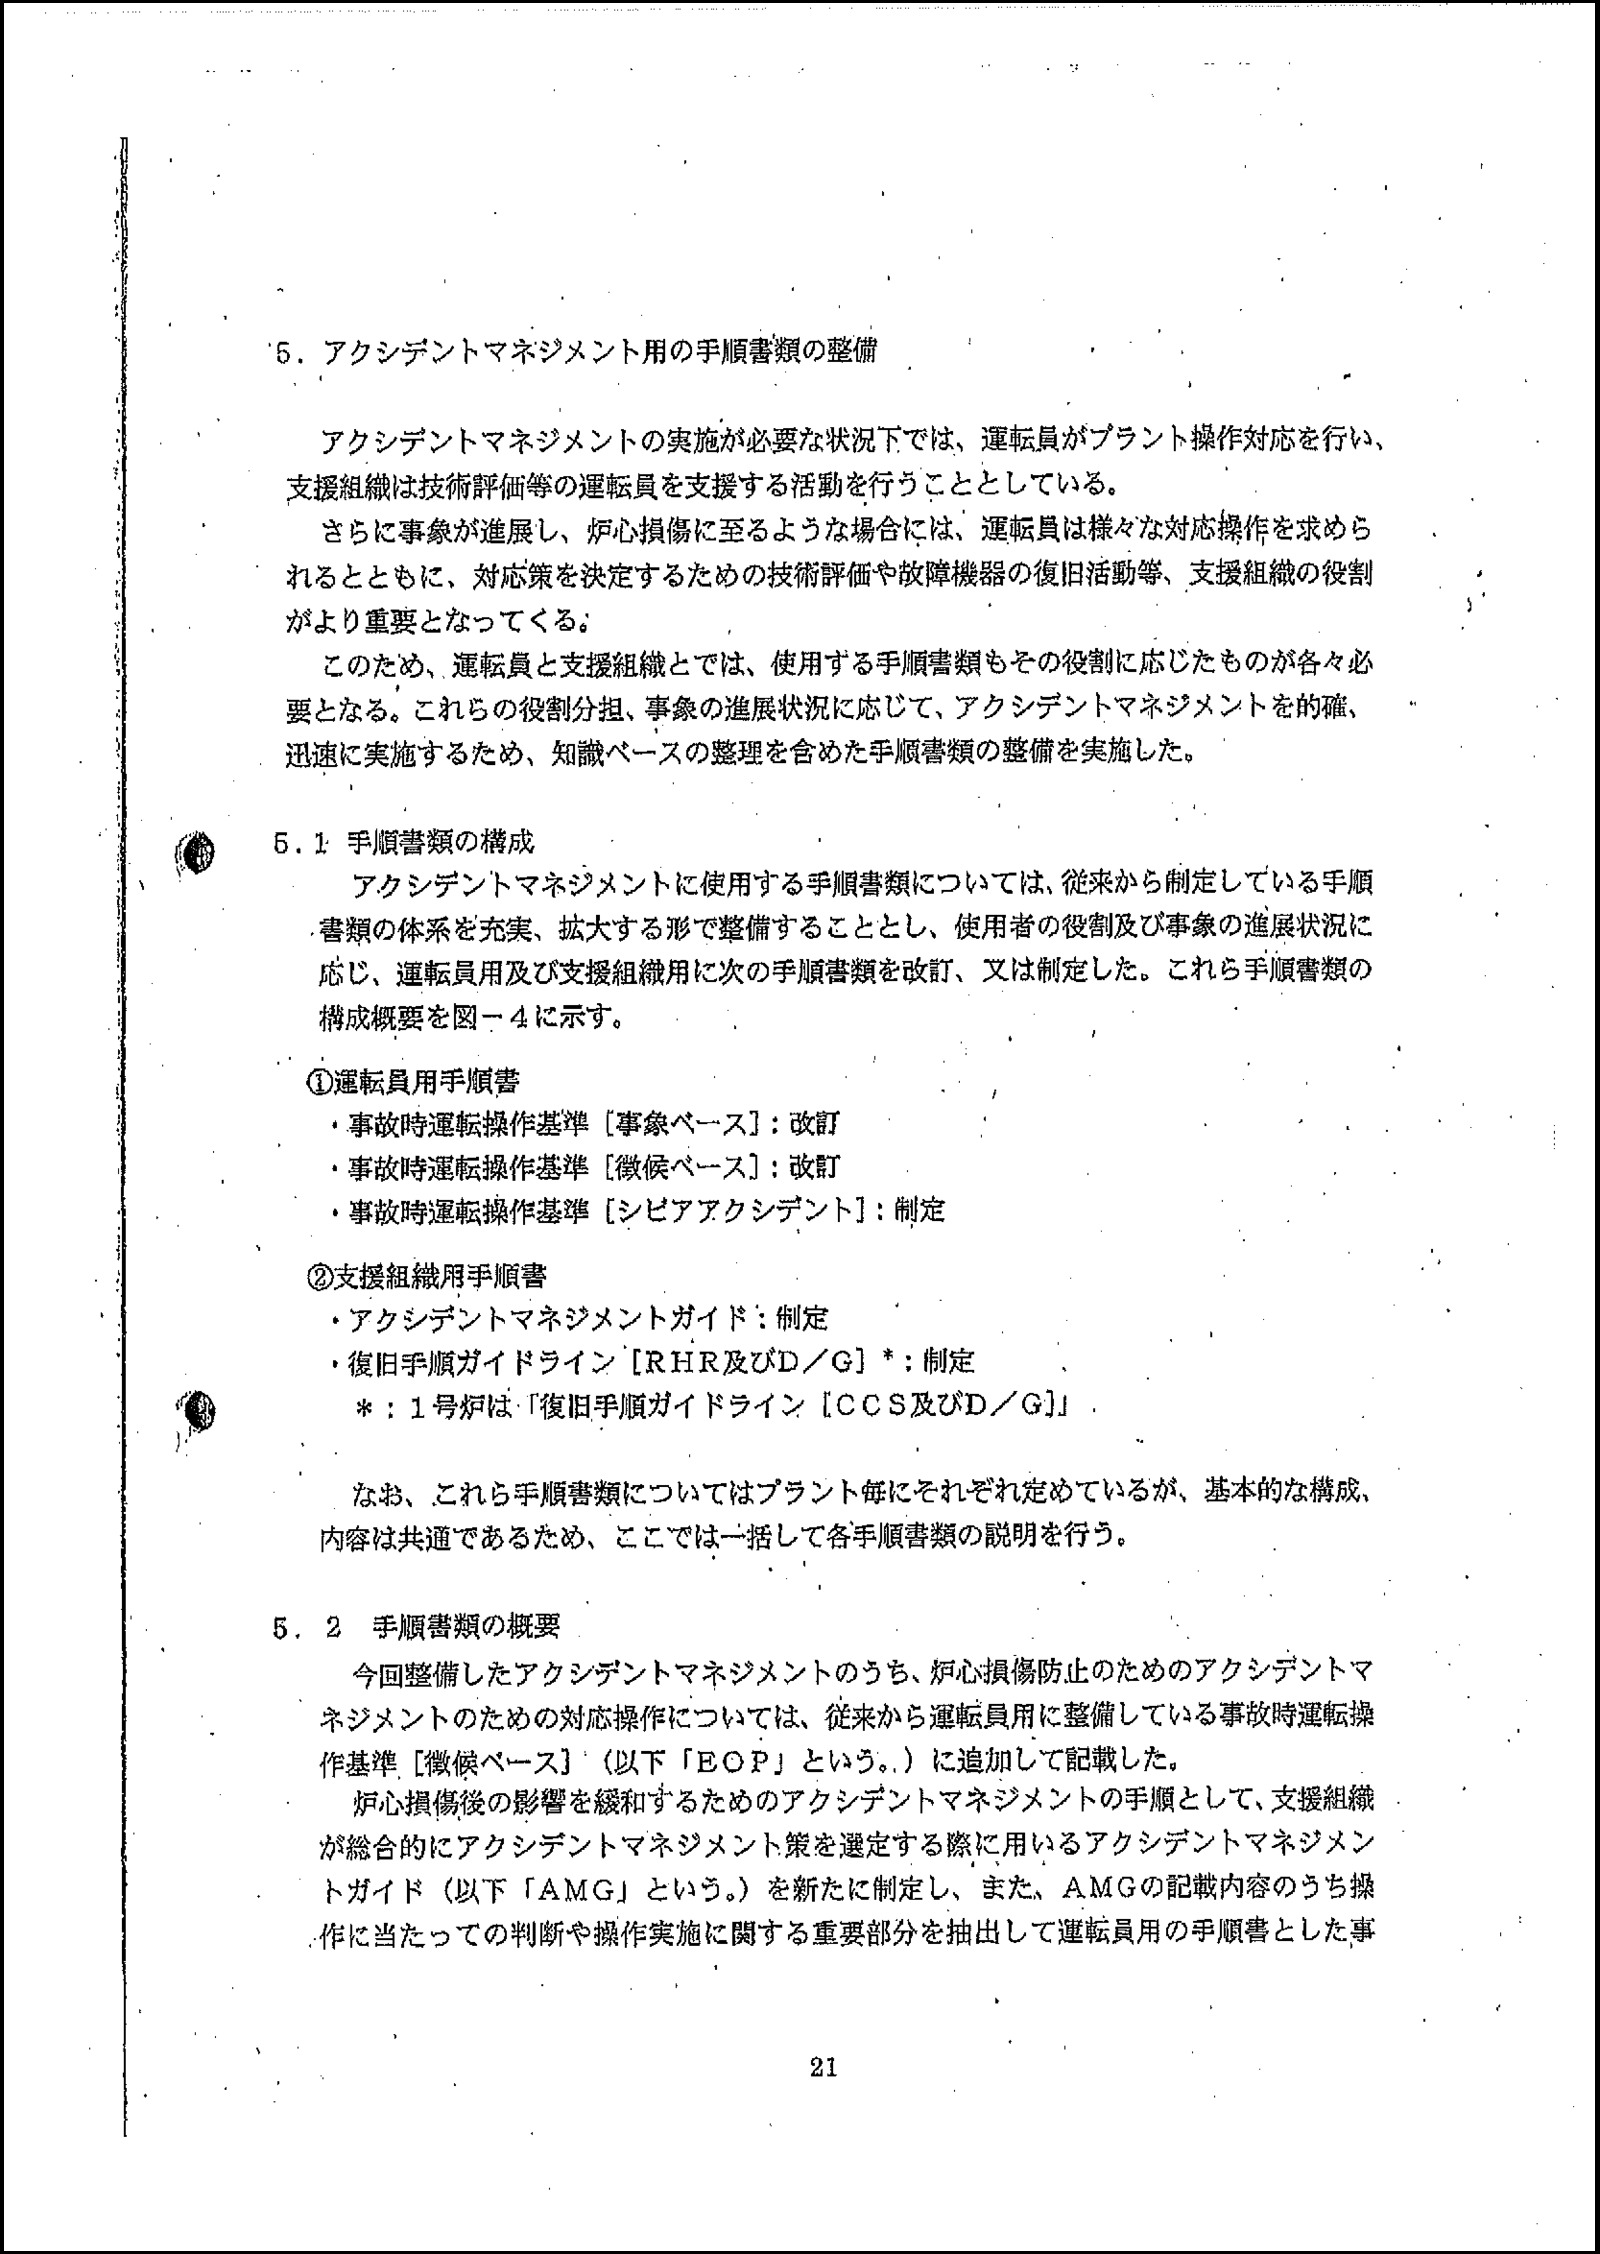 5．アクシデントマネジメント用の手順書類の整備
アクシデントマネジメントの実施が必要な状況下では、運転員がプラント操作対応を行い、
支援組織は技術評価等の運転員を支援する活動を行うこととしている。
さらに事象が進展し、炉心損傷に至るような場合には、運転員は様々な対応操作を求めら
れるとともに、対応策を決定するための技術評価や故障機器の復旧活動等、支援組織の役割
がより重要となってくる。
このため、運転員と支援組織とでは、使用する手順書類もその役割に応じたものが各々必
要となる。これらの役割分担、事象の進展状況に応じて、アクシデントマネジメントを的確、
迅速に実施するため、知識ベースの整理を含めた手順書類の整備を実施した。
5．1 手順書類の構成
アクシデントマネジメントに使用する手順書類については、従来から制定している手順
書類の体系を充実、拡大する形で整備することとし、使用者の役割及び事象の進展状況に
応じ、運転員用及び支援組織用に次の手順書類を改訂、又は制定した。これら手順書類の
構成概要を図－４に示す。
①運転員用手順書
・事故時運転操作基準［事象ベース］：改訂
・事故時運転操作基準［徴候ベース］：改訂
・事故時運転操作基準［シビアアクシデント］：制定
②支援組織用手順書
・アクシデントマネジメントガイド：制定
・復旧手順ガイドライン［ＲＨＲ及びＤ／Ｇ］＊：制定
＊：１号炉は「復旧手順ガイドライン［ＣＣＳ及びＤ／Ｇ］」
なお、これら手順書類についてはプラント毎にそれぞれ定めているが、基本的な構成、
内容は共通であるため、ここでは一括して各手順書類の説明を行う。
5．2 手順書類の概要
今回整備したアクシデントマネジメントのうち、炉心損傷防止のためのアクシデントマ
ネジメントのための対応操作については、従来から運転員用に整備している事故時運転操
作基準［徴候ベース］（以下「ＥＯＰ」という。）に追加して記載した。
炉心損傷後の影響を緩和するためのアクシデントマネジメントの手順として、支援組織
が総合的にアクシデントマネジメント策を選定する際に用いるアクシデントマネジメン
トガイド（以下「ＡＭＧ」という。）を新たに制定し、また、ＡＭＧの記載内容のうち操
作に当たっての判断や操作実施に関する重要部分を抽出して運転員用の手順書とした事
21